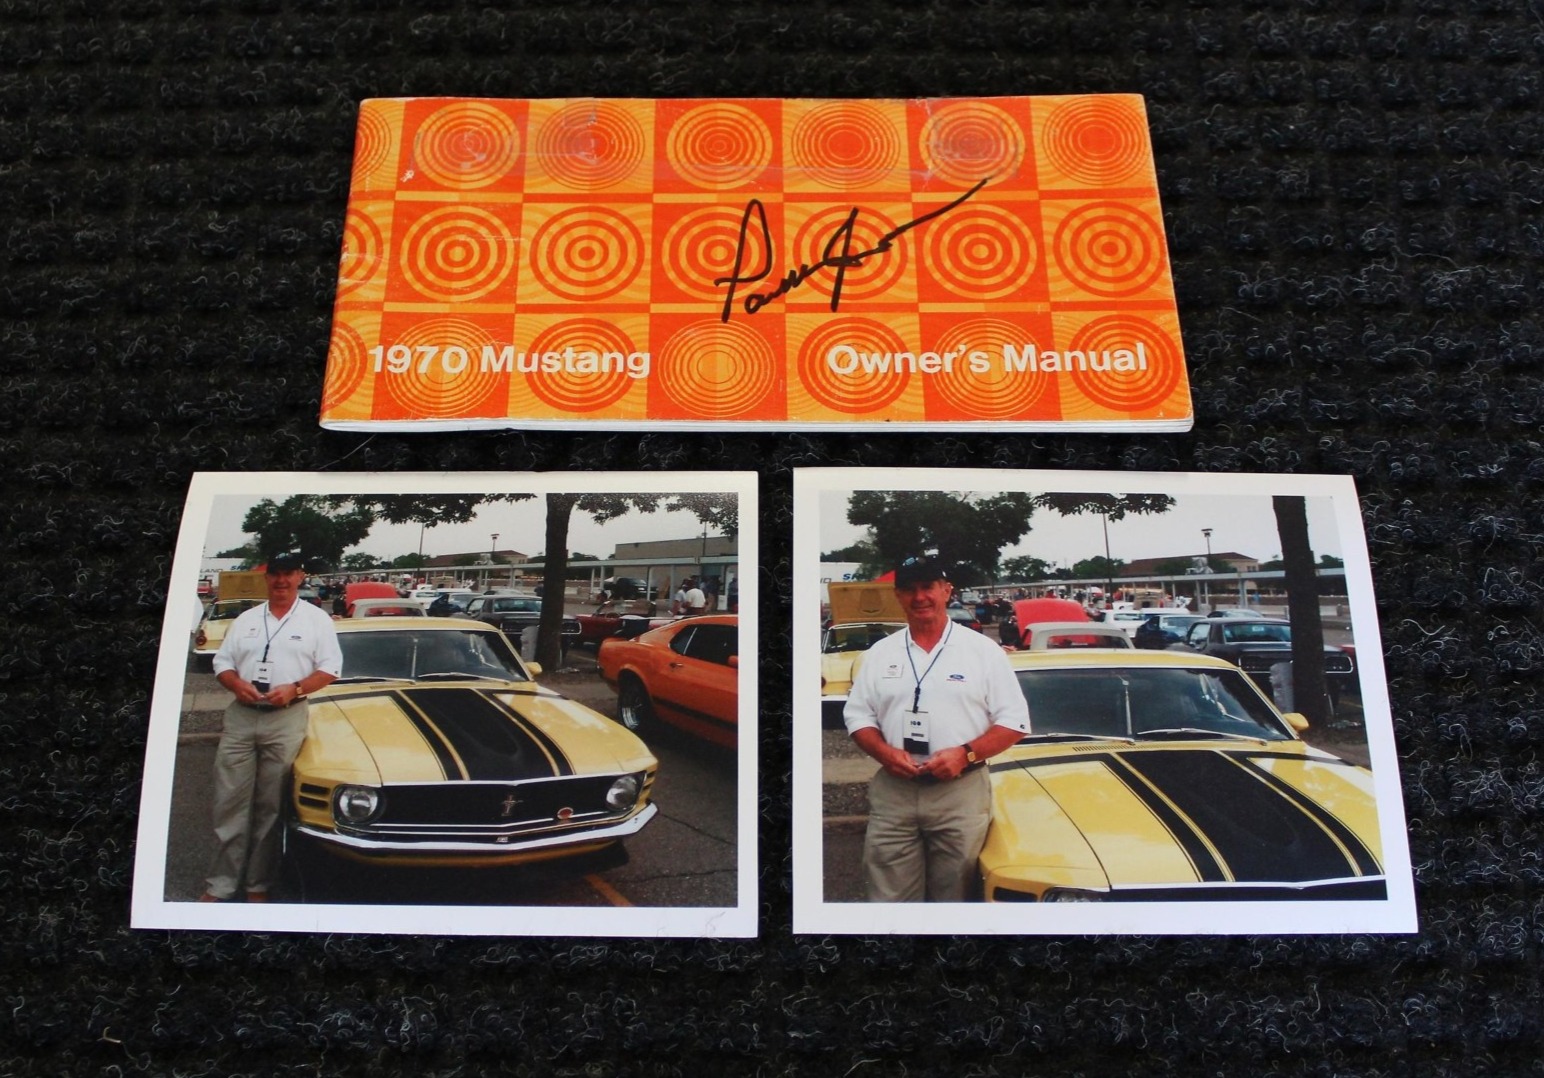 1970 Mustang Owner's Manual